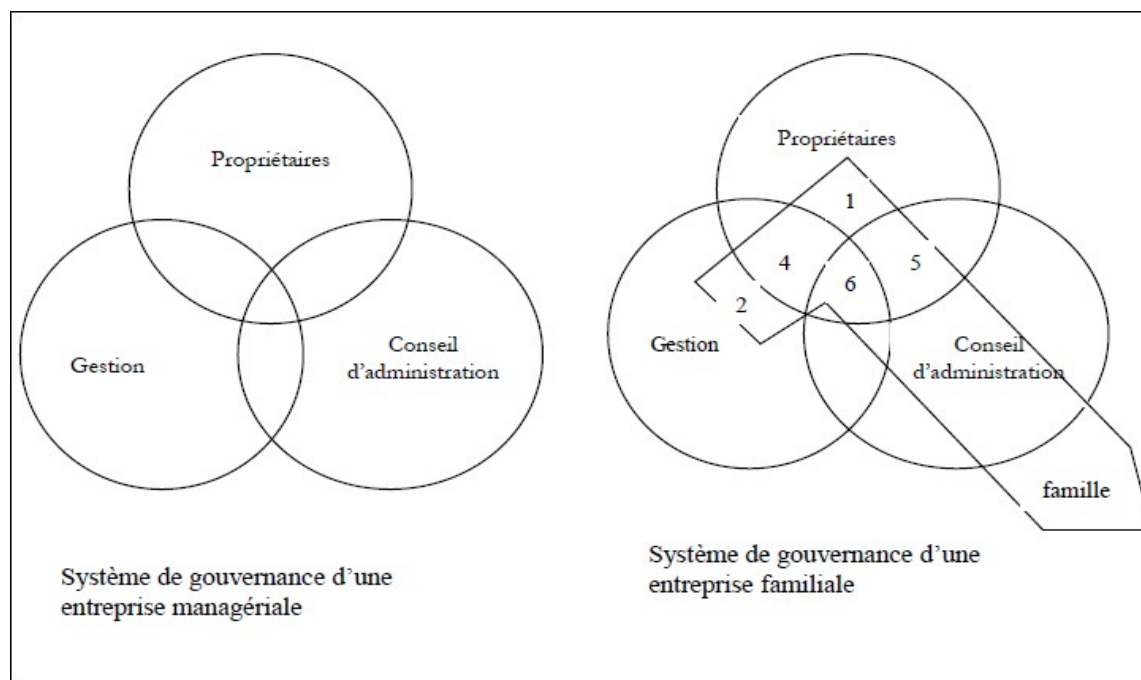 Propriétaires
Gestion
Conseil
d'administration
Système de gouvernance d'une
entreprise managériale
Propriétaires
1
4
5
6
2
Gestion
Conseil
d'administration
famille
Système de gouvernance d'une
entreprise familiale